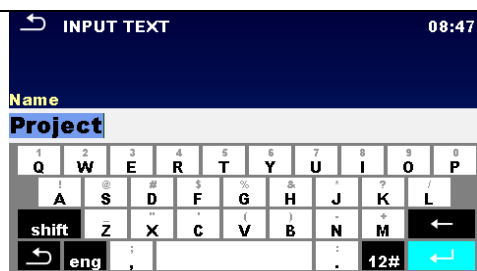 INPUT TEXT 08:47
Name
Project
1 2 3 4 5 6 7 8 9 0
Q W E R T Y U I O P
! @ # $ % & ' ? /
A S D F G H J K L
_ " ' ( ) - +
shift Z X C V B N M ←
eng ; , : . 12#